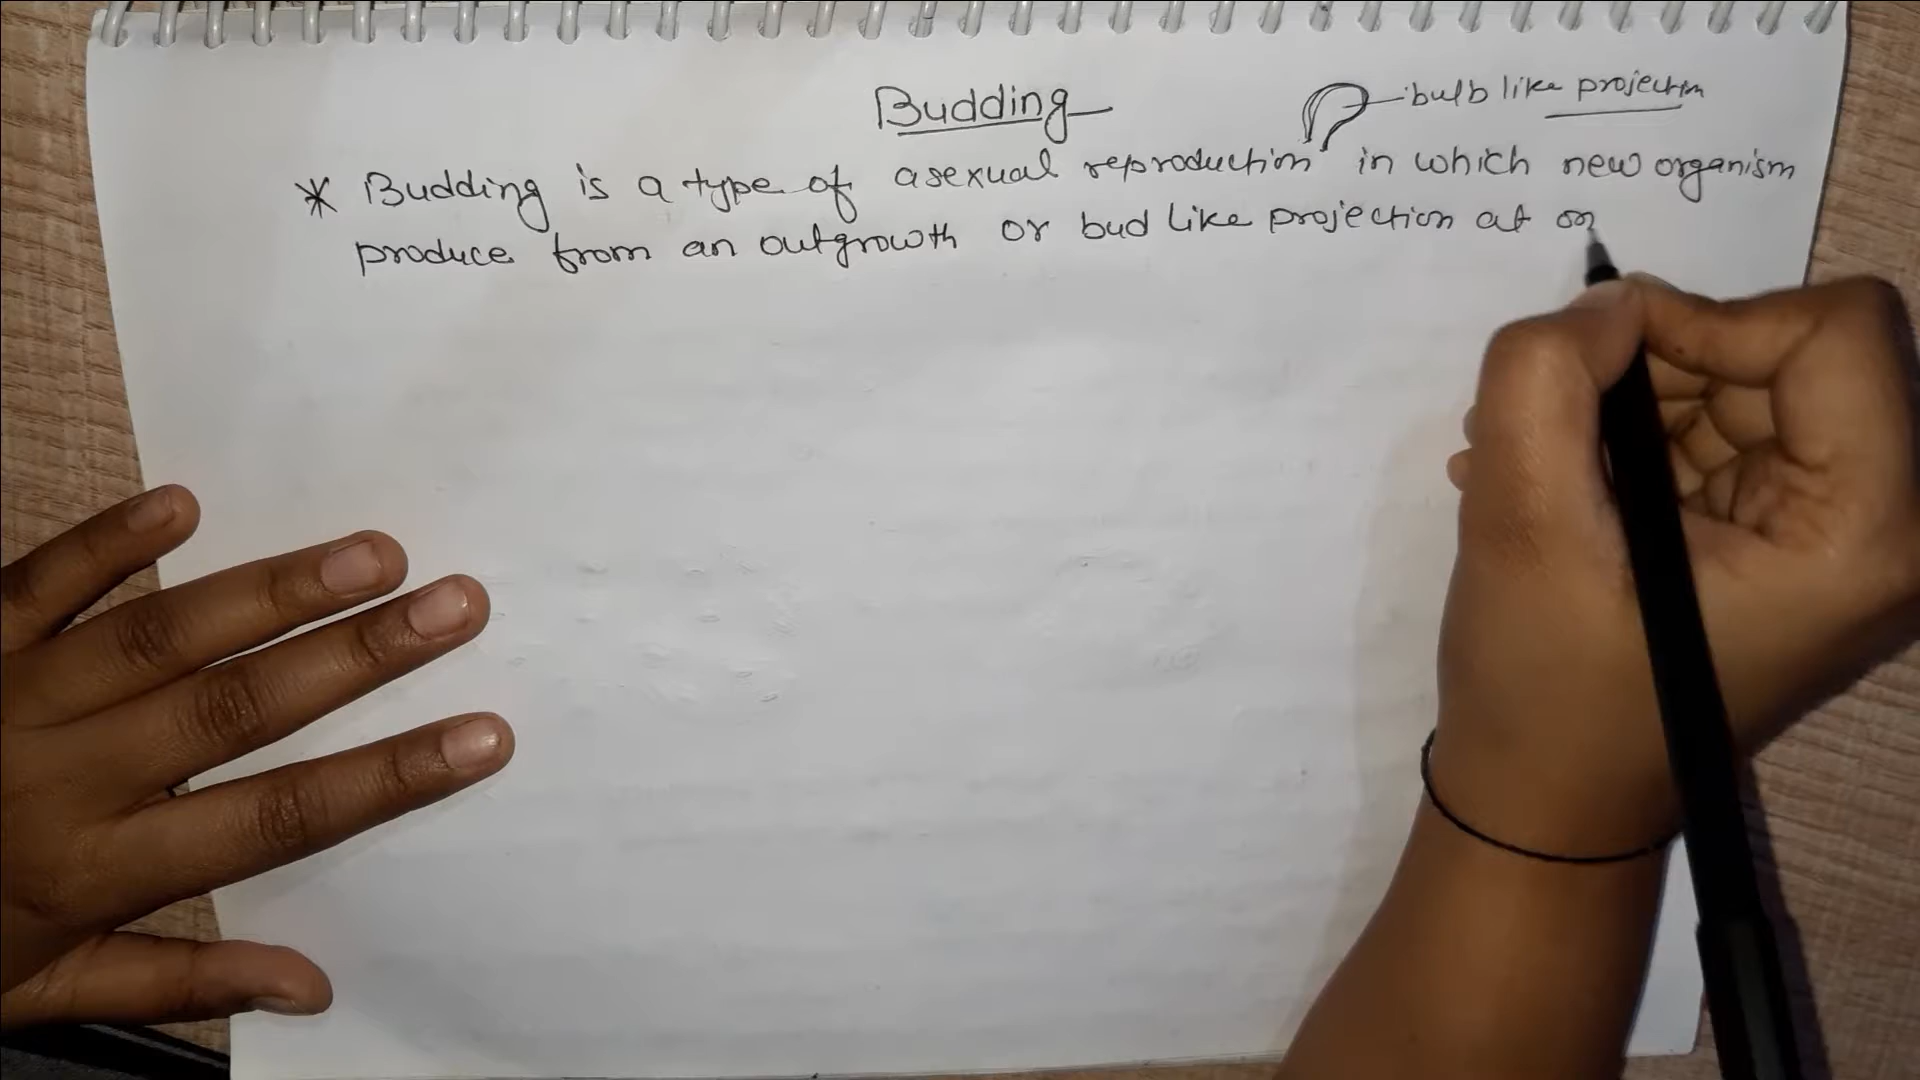 Budding
bulb like projection
* Budding is a type of asexual reproduction in which new organism
produce from an outgrowth or bud like projection at on